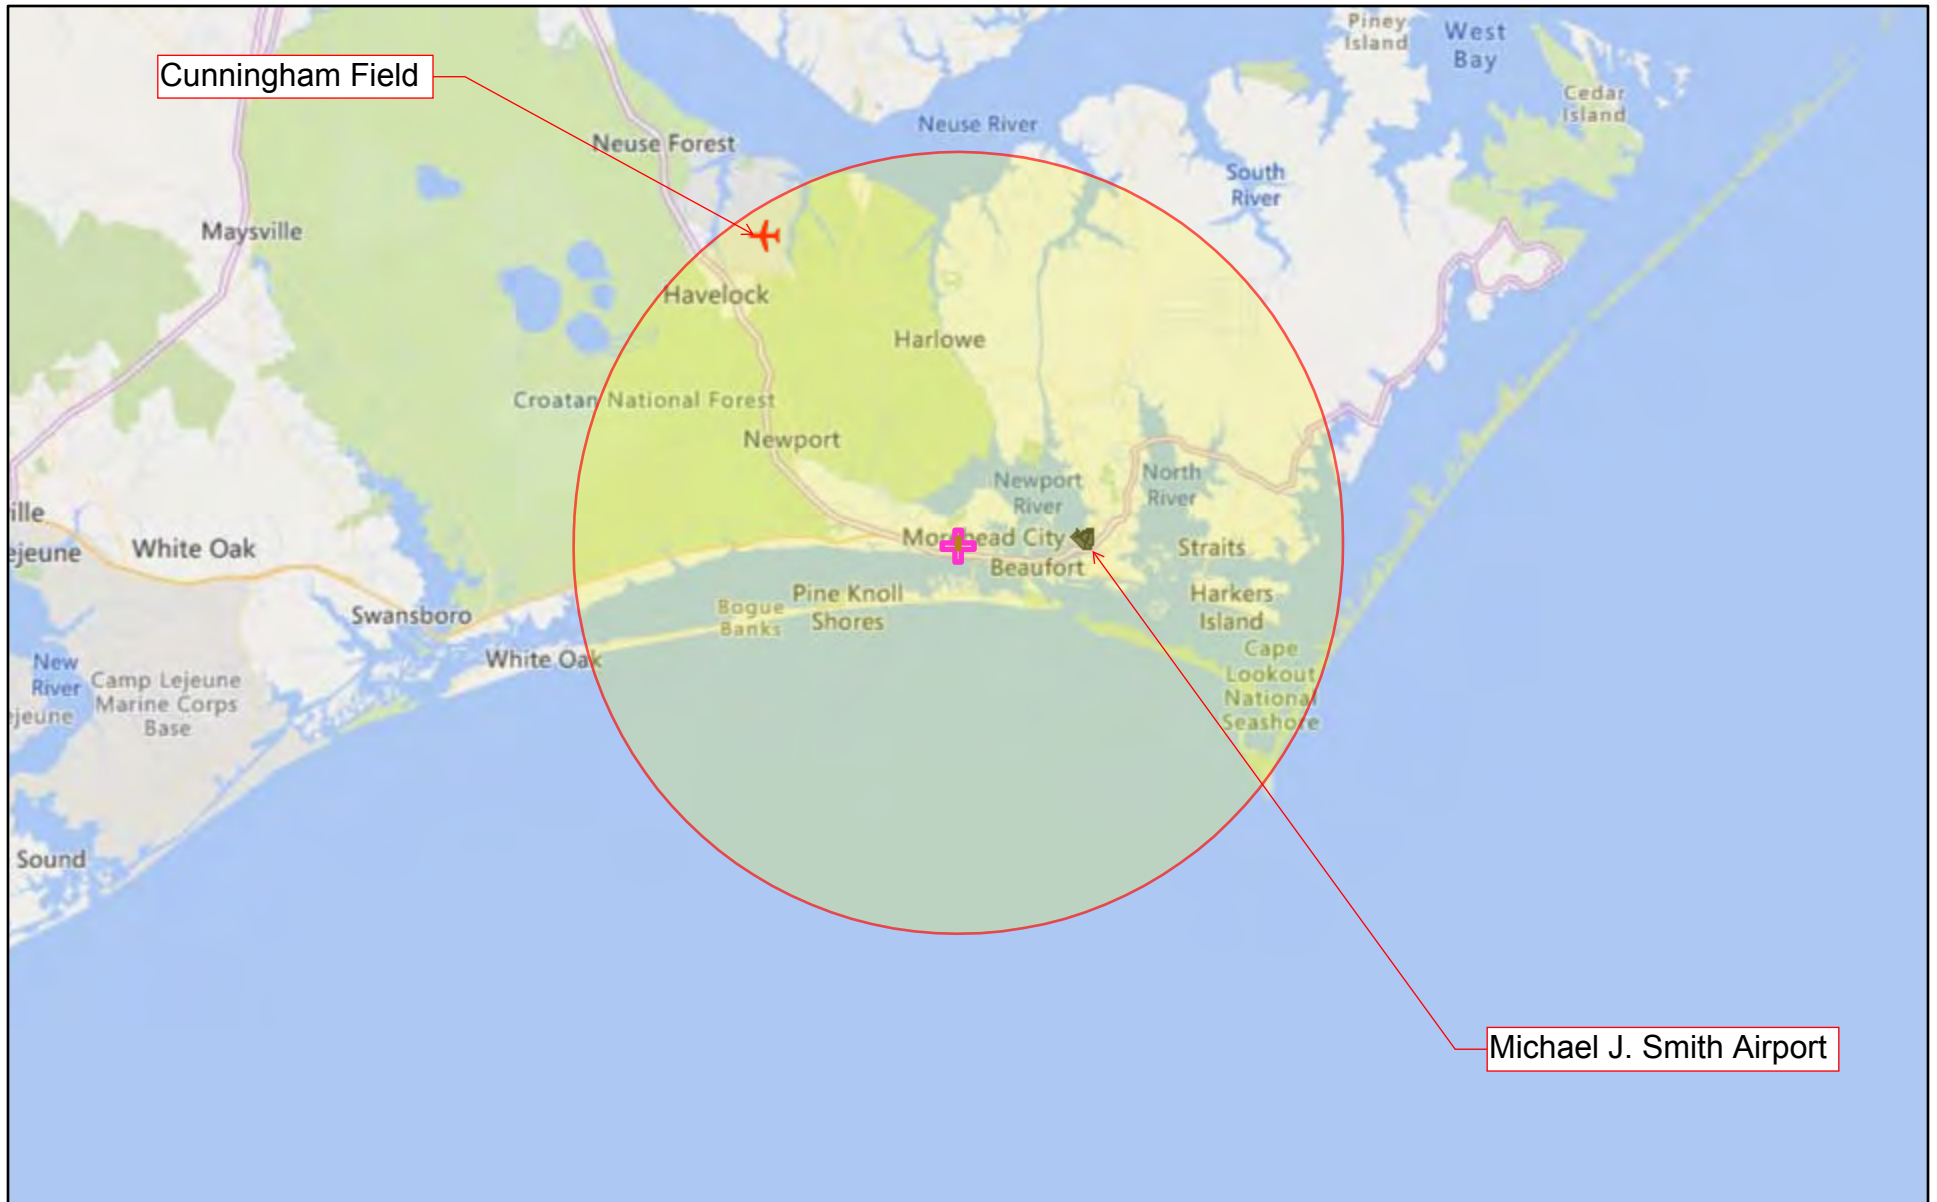 Piney
Island
West
Bay
Cunningham Field
Cedar
Island
Neuse River
Neuse Forest
South
River
Maysville
Havelock
Harlowe
Croatan National Forest
Newport
Newport
River
North
River
ille
ejeune
White Oak
Morehead City
Beaufort
Straits
Swansboro
Bogue
Banks
Pine Knoll
Shores
Harkers
Island
White Oak
New
River
ejeune
Camp Lejeune
Marine Corps
Base
Cape
Lookout
National
Seashore
Sound
Michael J. Smith Airport